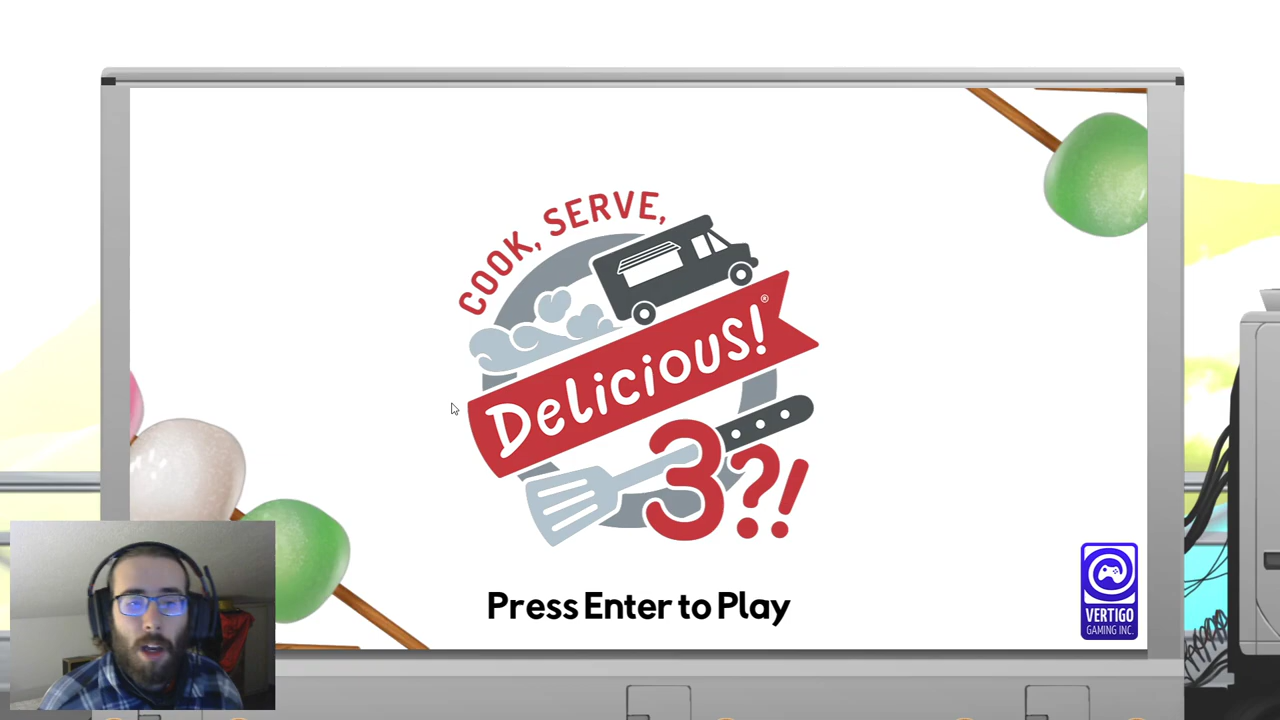 COOK, SERVE,
Delicious!®
3?!
Press Enter to Play
VERTIGO
GAMING INC.